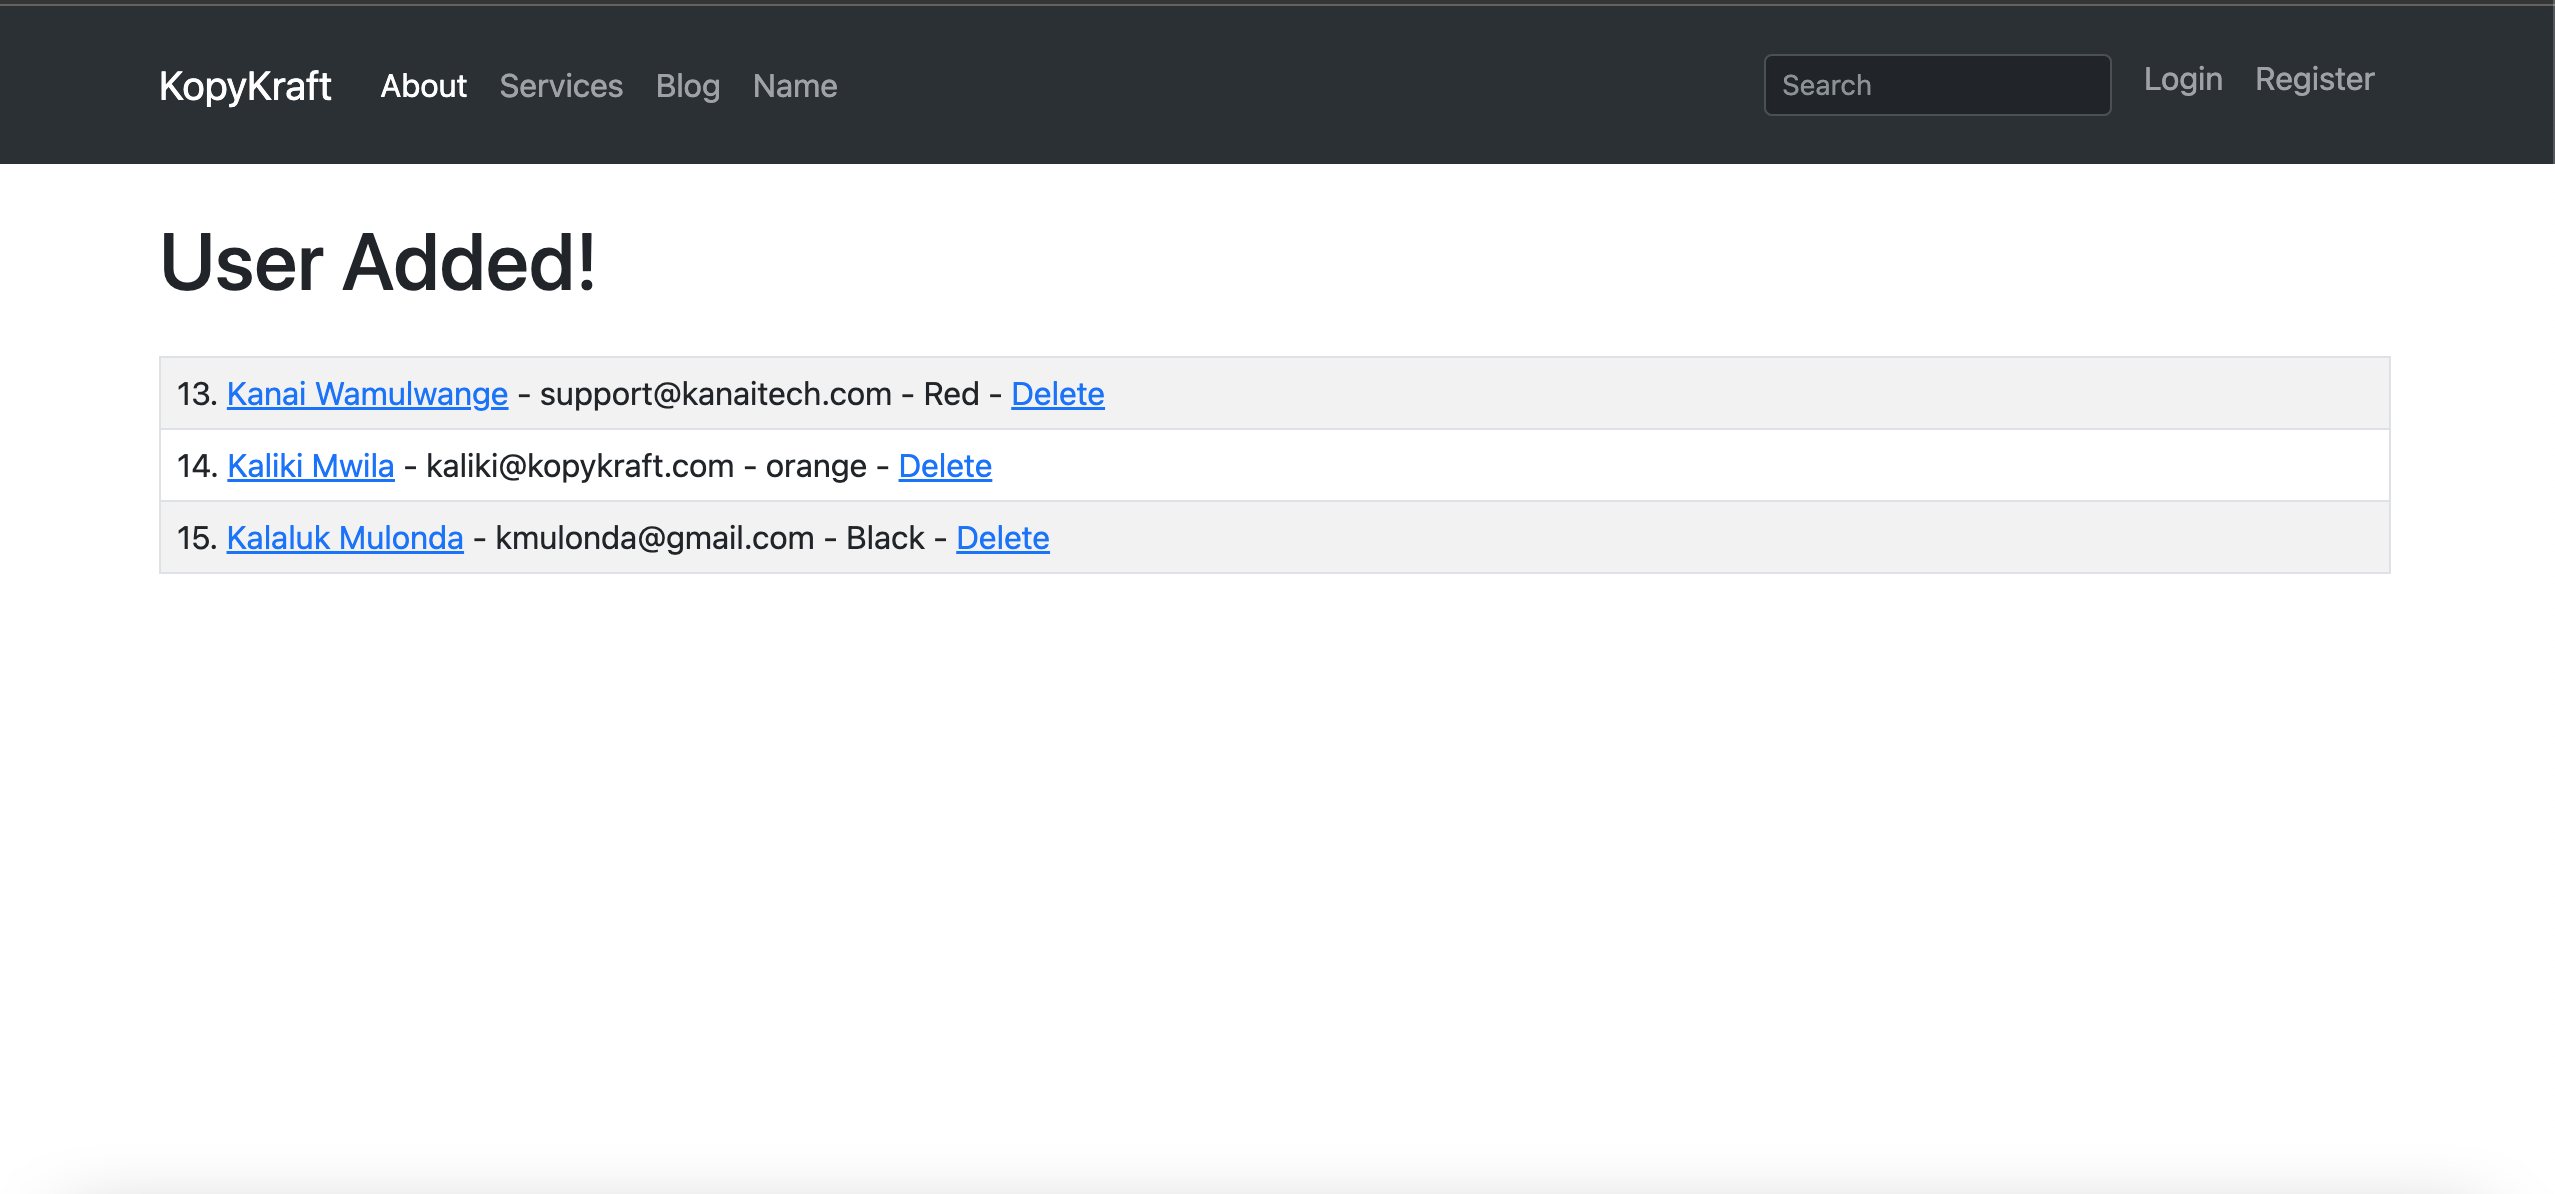 KopyKraft About Services Blog Name Search Login Register
User Added!
13. Kanai Wamulwange - support@kanaitech.com - Red - Delete
14. Kaliki Mwila - kaliki@kopykraft.com - orange - Delete
15. Kalaluk Mulonda - kmulonda@gmail.com - Black - Delete